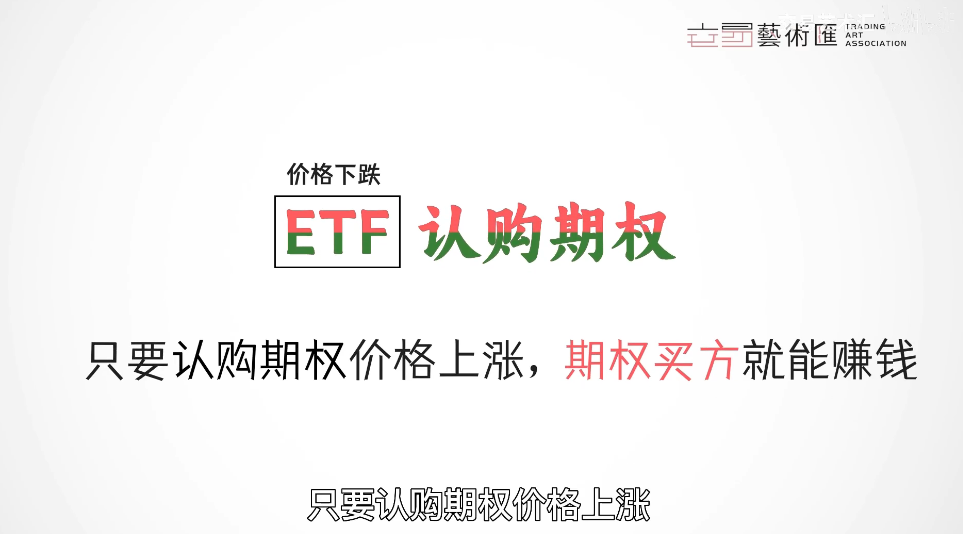 藝術匯
TRADING
ART
ASSOCIATION
价格下跌
ETF 认购期权
只要认购期权价格上涨，期权买方就能赚钱
只要认购期权价格上涨